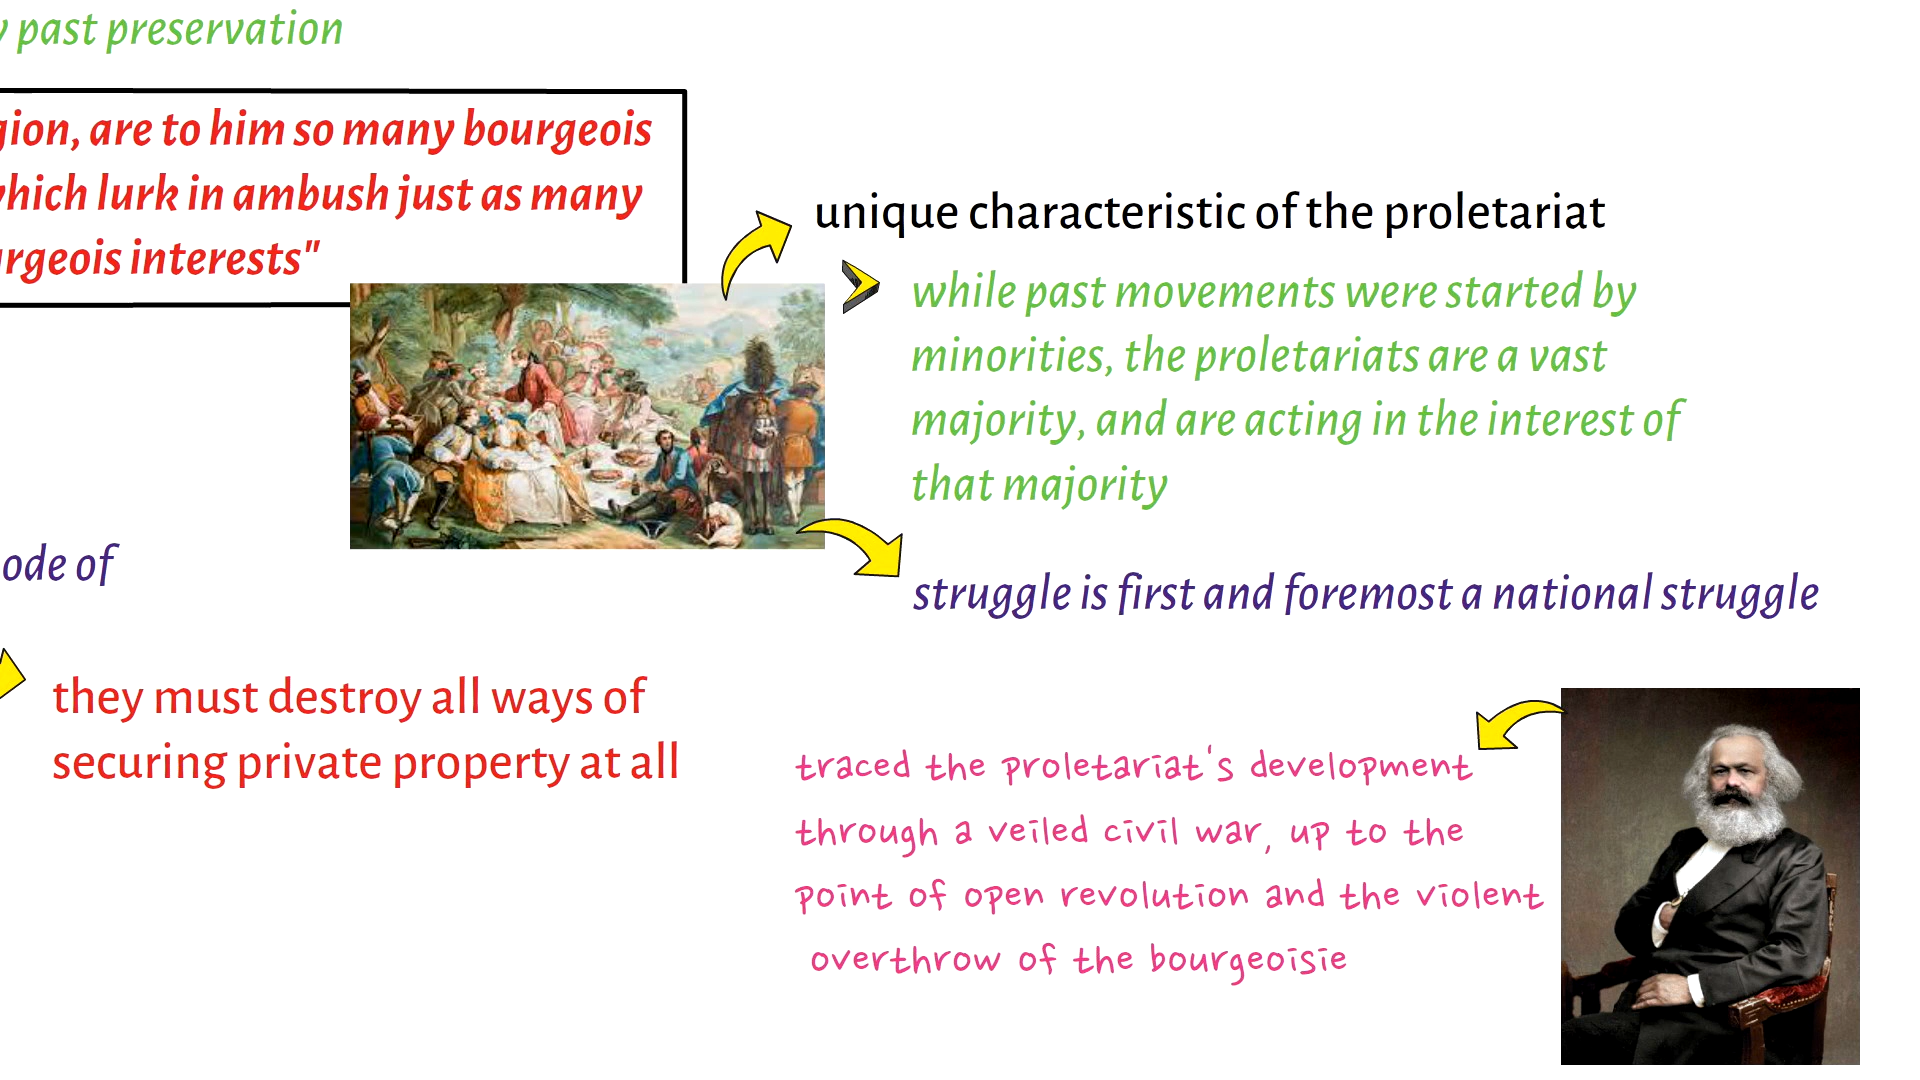 past preservation
are to him so many bourgeois
lurk in ambush just as many
interests"
unique characteristic of the proletariat
while past movements were started by
minorities, the proletariats are a vast
majority, and are acting in the interest of
that majority
of
struggle is first and foremost a national struggle
they must destroy all ways of
securing private property at all
traced the proletariat's development
through a veiled civil war, up to the
point of open revolution and the violent
overthrow of the bourgeoisie